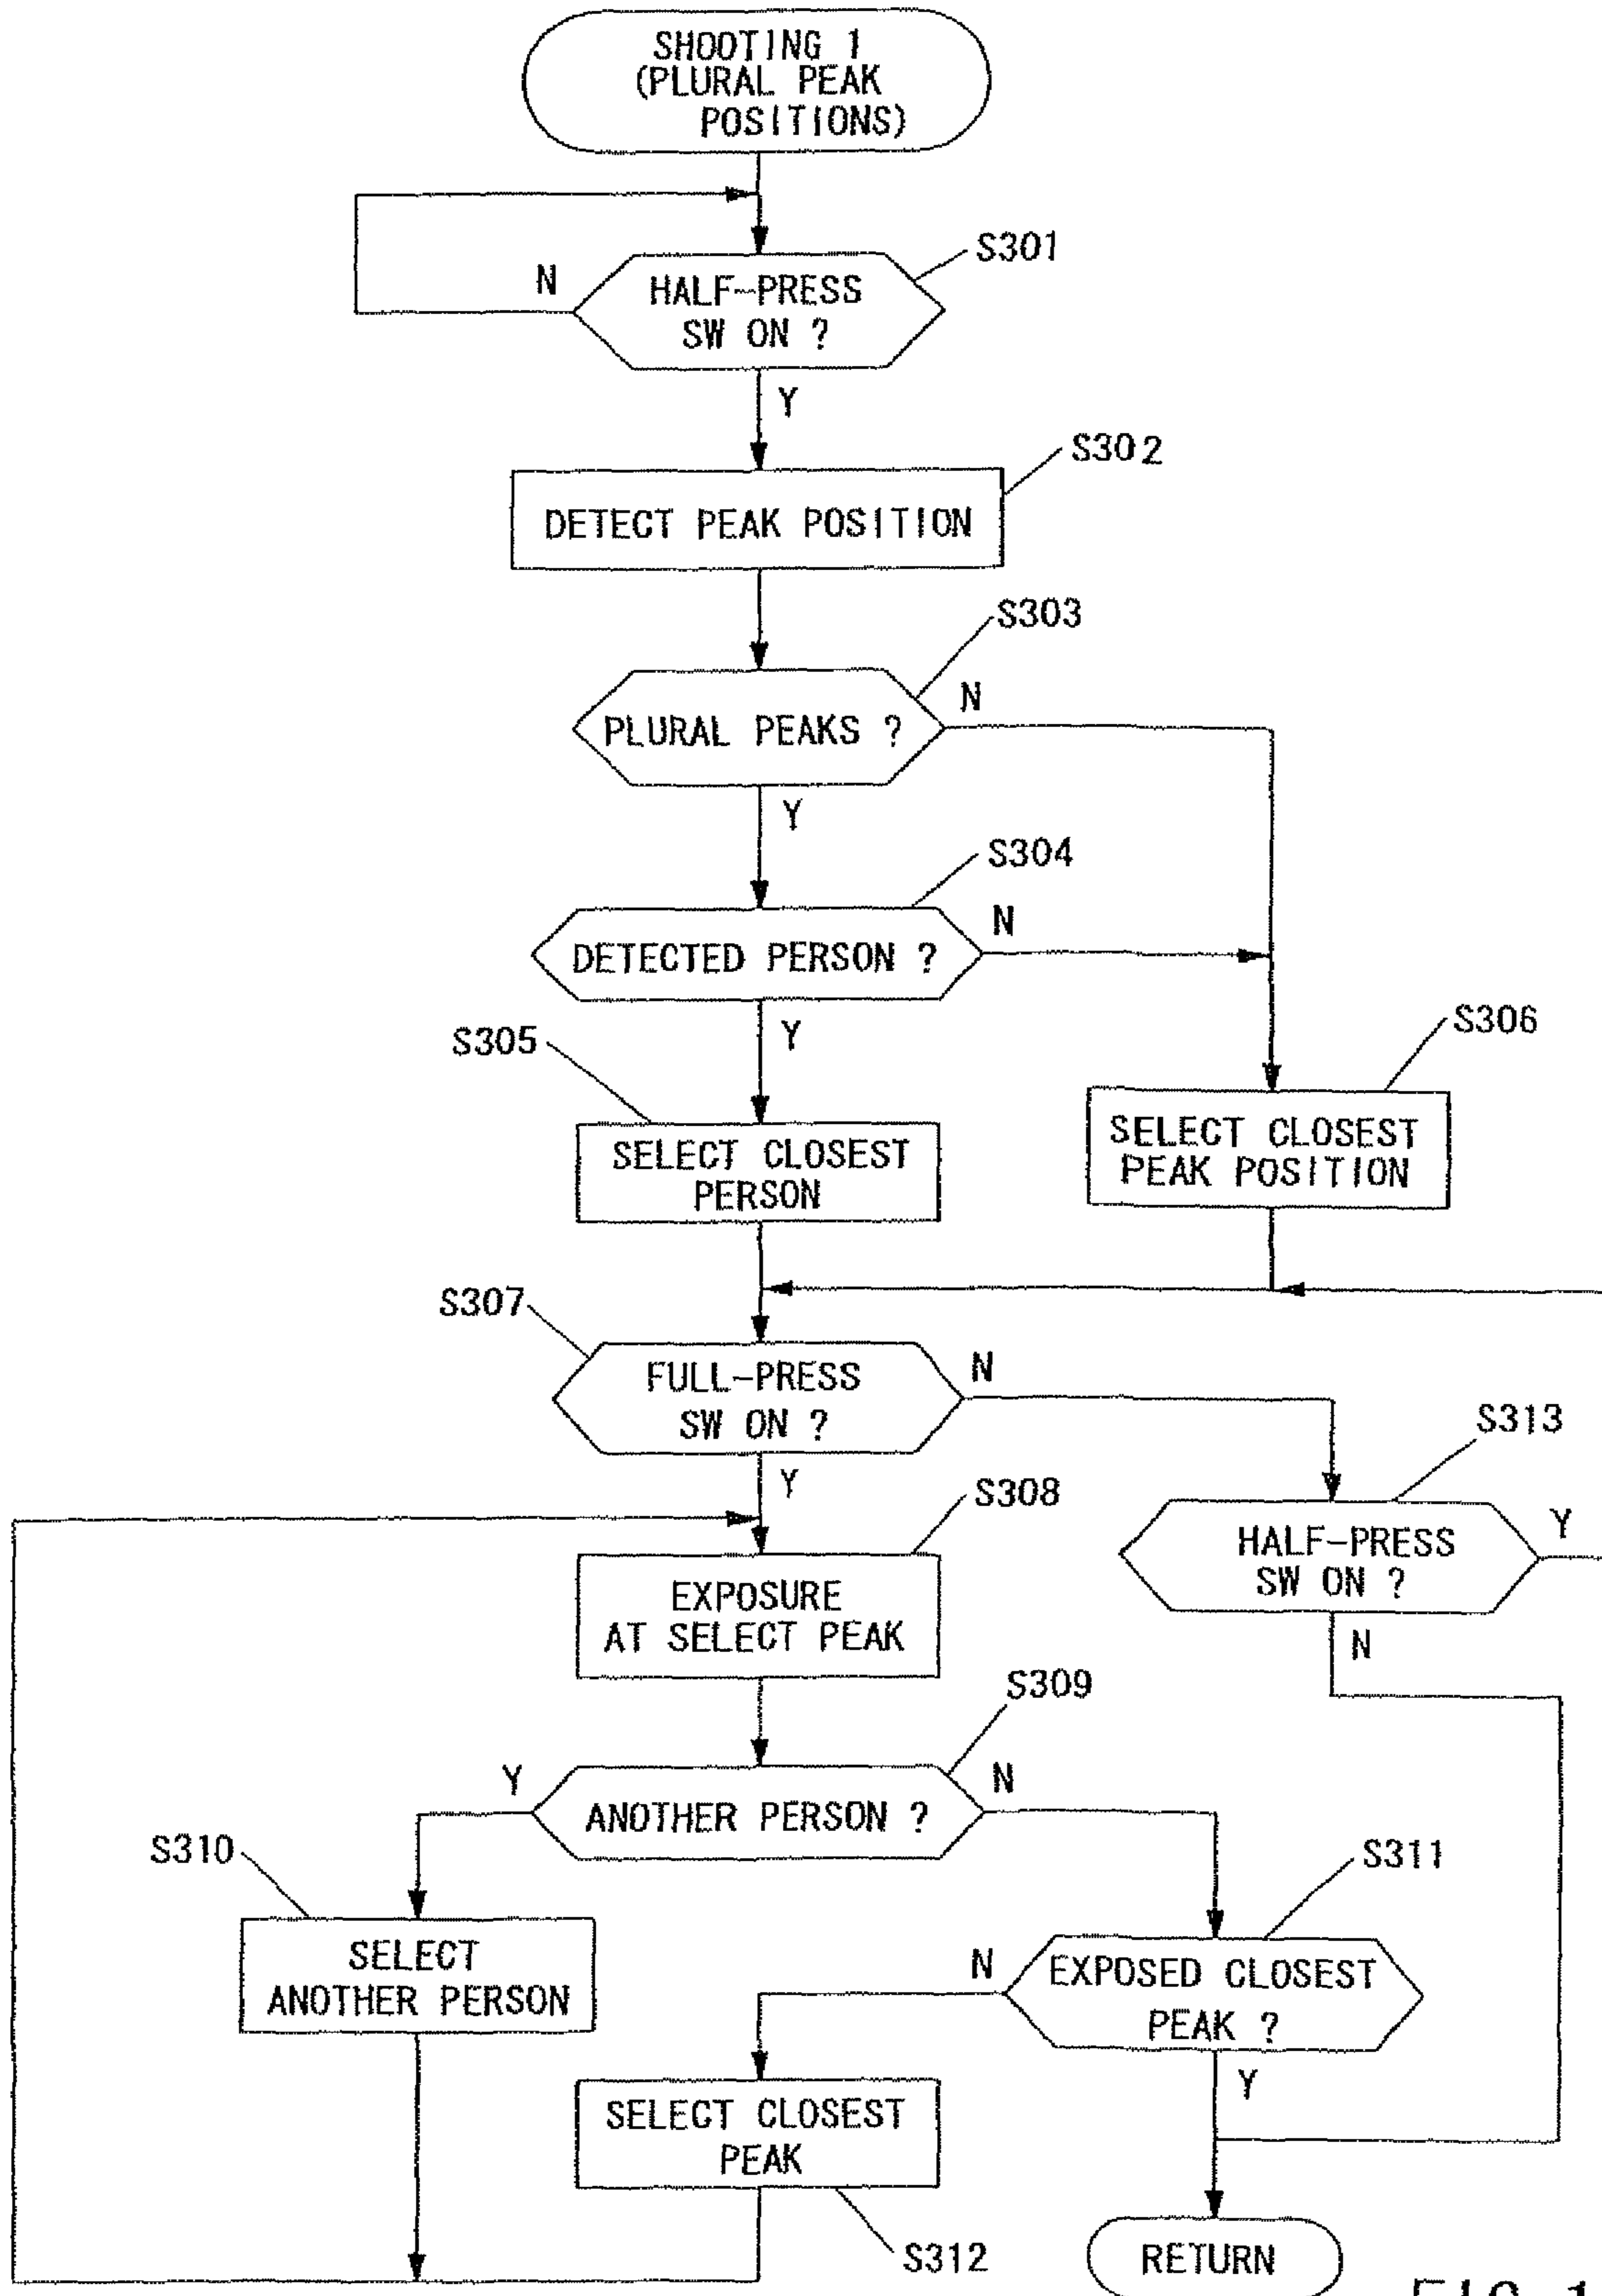 SHOOTING 1
(PLURAL PEAK
POSITIONS)
S301
N
HALF-PRESS
SW ON ?
Y
S302
DETECT PEAK POSITION
S303
N
PLURAL PEAKS ?
Y
S304
N
DETECTED PERSON ?
Y
S305
S306
SELECT CLOSEST
PERSON
SELECT CLOSEST
PEAK POSITION
S307
FULL-PRESS
SW ON ?
N
S313
Y
S308
HALF-PRESS
SW ON ?
Y
EXPOSURE
AT SELECT PEAK
N
S309
Y
ANOTHER PERSON ?
N
S310
S311
SELECT
ANOTHER PERSON
N
EXPOSED CLOSEST
PEAK ?
Y
SELECT CLOSEST
PEAK
S312
RETURN